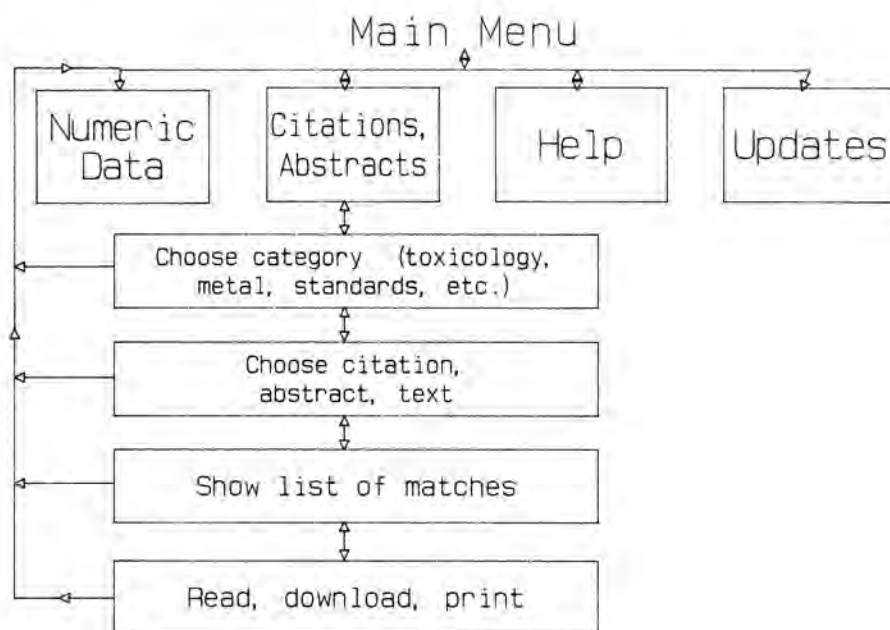 Main Menu
Numeric
Data
Citations,
Abstracts
Help
Updates
Choose category (toxicology,
metal, standards, etc.)
Choose citation,
abstract, text
Show list of matches
Read, download, print